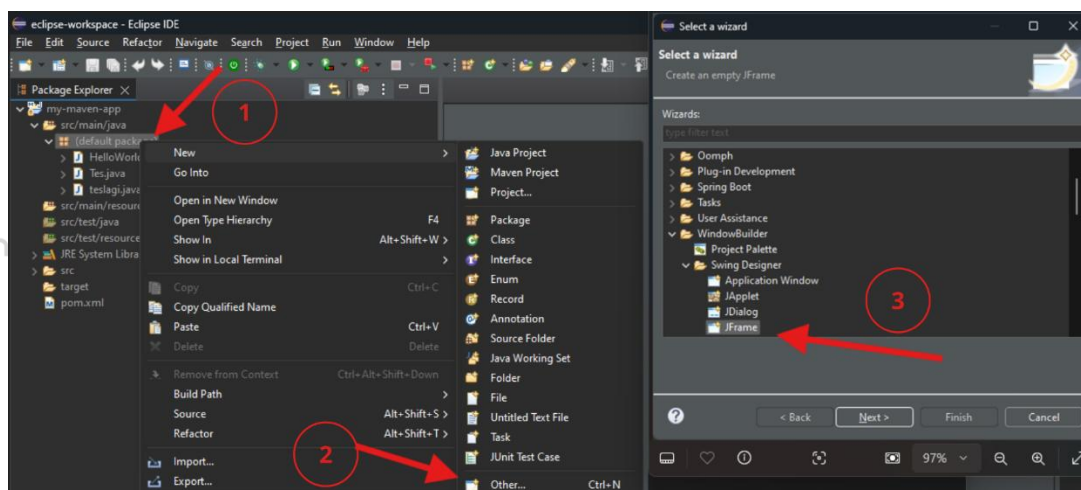 eclipse-workspace - Eclipse IDE
File Edit Source Refactor Navigate Search Project Run Window Help
Package Explorer
my-maven-app
src/main/java
(default package
HelloWorld
Tes.java
teslagi.java
src/main/resource
src/test/java
src/test/resource
JRE System Libra
src
target
pom.xml
1
New
Go Into
Open in New Window
Open Type Hierarchy F4
Show In Alt+Shift+W
Show in Local Terminal
Copy Ctrl+C
Copy Qualified Name
Paste Ctrl+V
Delete Delete
Remove from Context Ctrl+Alt+Shift+Down
Build Path
Source Alt+Shift+S
Refactor Alt+Shift+T
Import...
Export...
2
Java Project
Maven Project
Project...
Package
Class
Interface
Enum
Record
Annotation
Source Folder
Java Working Set
Folder
File
Untitled Text File
Task
JUnit Test Case
Other... Ctrl+N
Select a wizard
Select a wizard
Create an empty JFrame
Wizards:
type filter text
Oomph
Plug-in Development
Spring Boot
Tasks
User Assistance
WindowBuilder
Project Palette
Swing Designer
Application Window
JApplet
JDialog
JFrame
3
< Back Next > Finish Cancel
97%